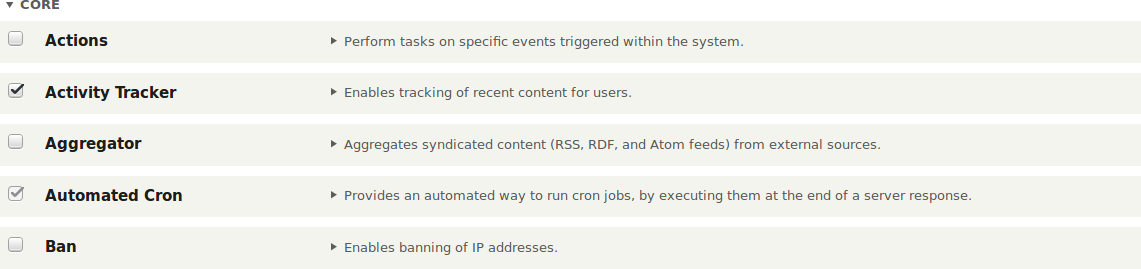 CORE
Actions Perform tasks on specific events triggered within the system.
Activity Tracker Enables tracking of recent content for users.
Aggregator Aggregates syndicated content (RSS, RDF, and Atom feeds) from external sources.
Automated Cron Provides an automated way to run cron jobs, by executing them at the end of a server response.
Ban Enables banning of IP addresses.